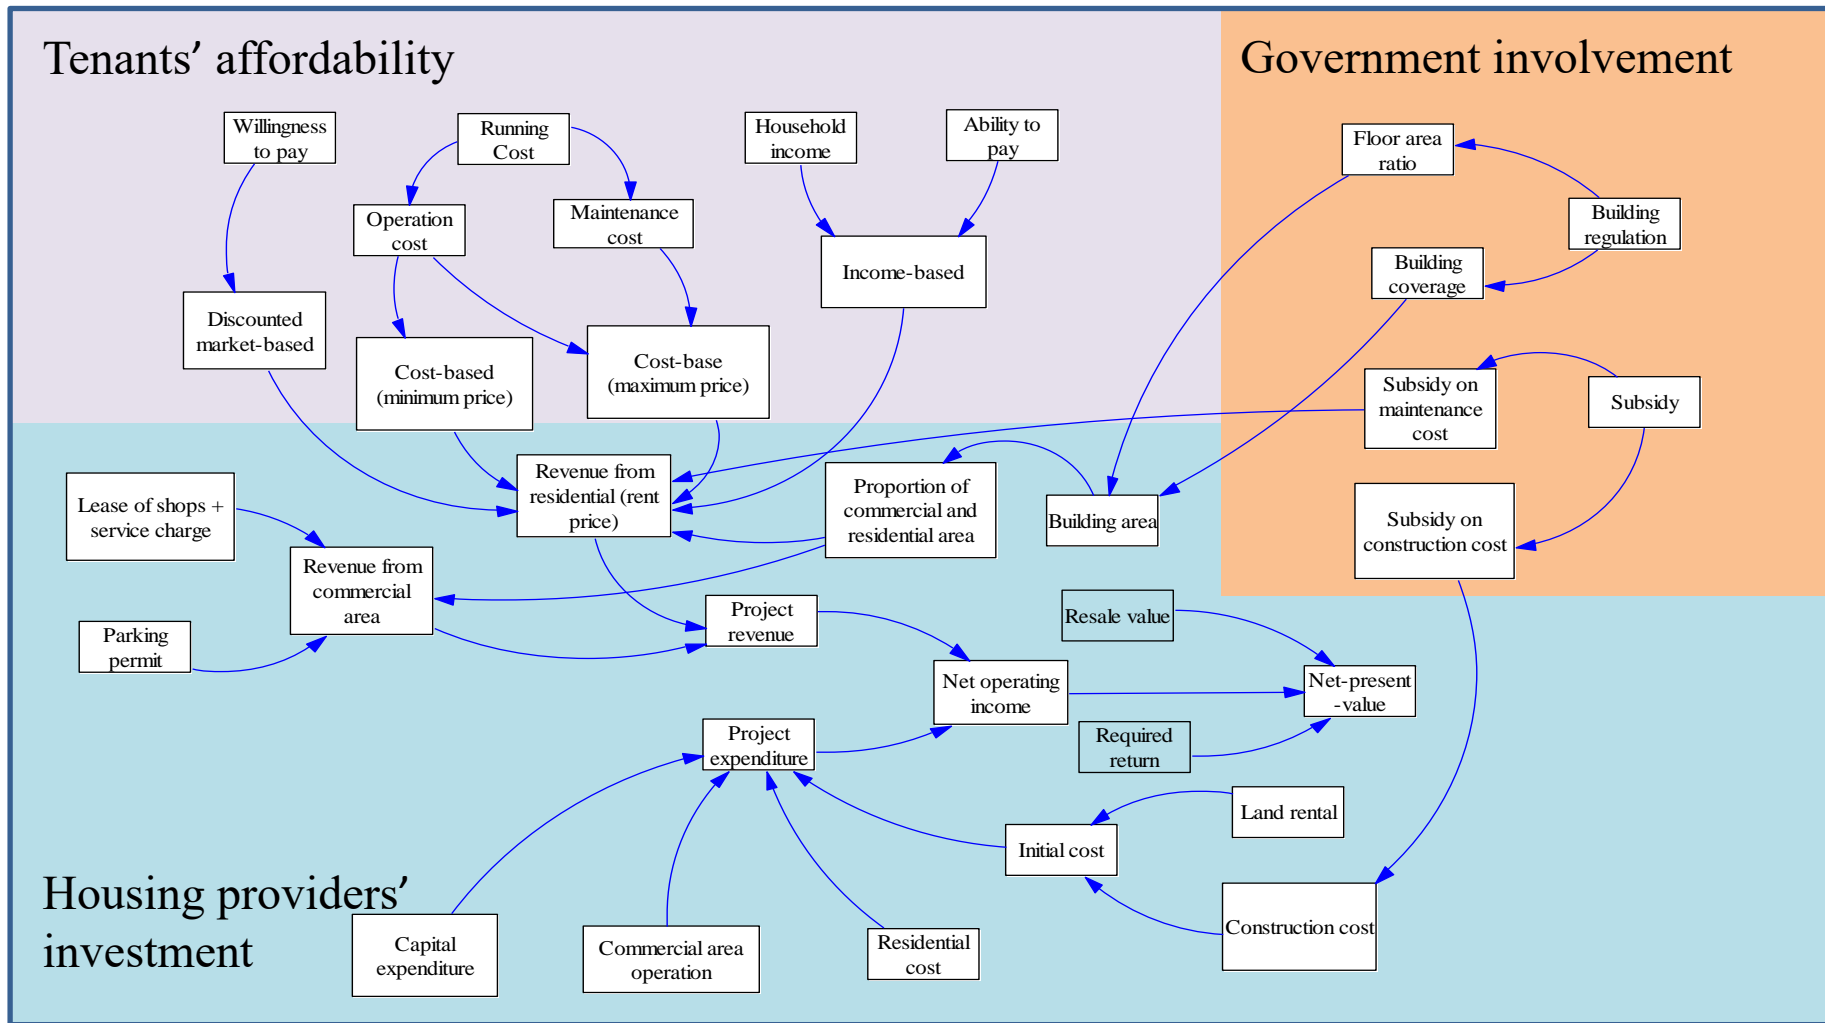 Tenants’ affordability
Government involvement
Willingness
to pay
Running
Cost
Household
income
Ability to
pay
Floor area
ratio
Operation
cost
Maintenance
cost
Building
regulation
Income-based
Building
coverage
Discounted
market-based
Cost-based
(minimum price)
Cost-base
(maximum price)
Subsidy on
maintenance
cost
Subsidy
Lease of shops +
service charge
Revenue from
residential (rent
price)
Proportion of
commercial and
residential area
Building area
Subsidy on
construction cost
Revenue from
commercial
area
Parking
permit
Project
revenue
Resale value
Net operating
income
Net-present
-value
Project
expenditure
Required
return
Land rental
Initial cost
Housing providers’
investment
Capital
expenditure
Commercial area
operation
Residential
cost
Construction cost